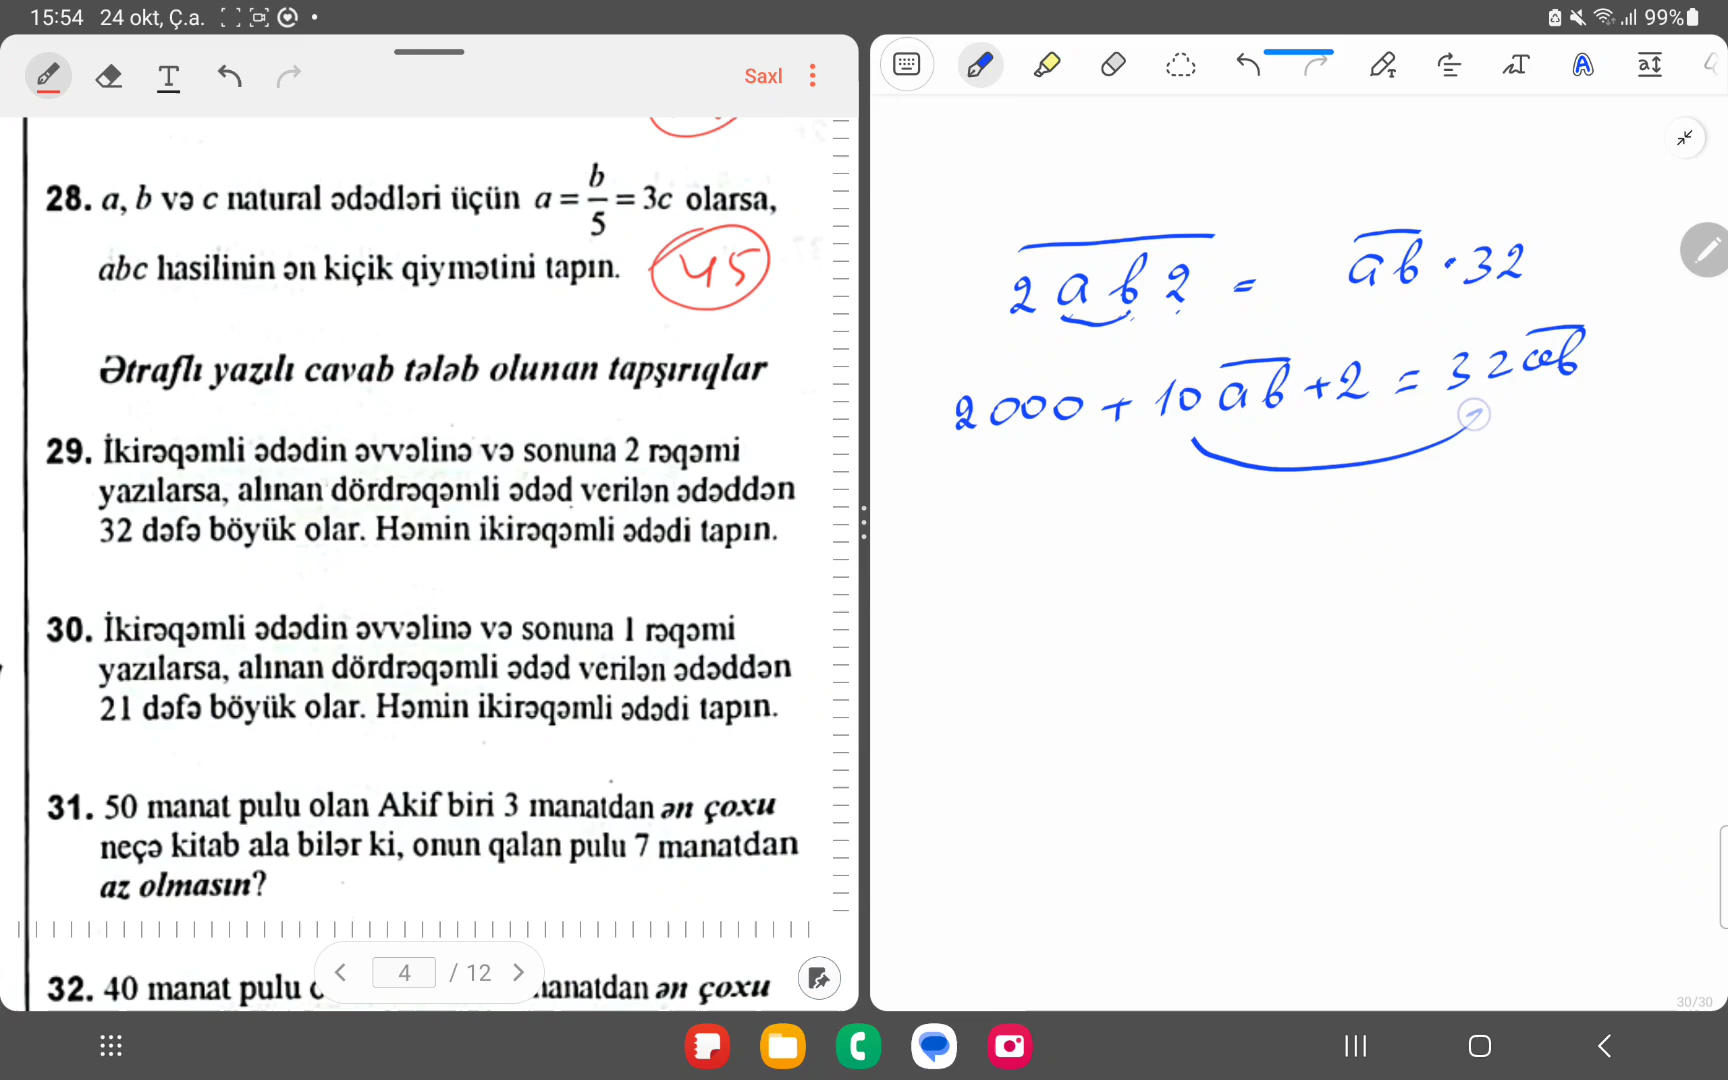 15:54 24 okt, Ç.a.
99%
Saxl
28. a, b və c natural ədədləri üçün a = b/5 = 3c olarsa,
abc hasilinin ən kiçik qiymətini tapın.
45
Ətraflı yazılı cavab tələb olunan tapşırıqlar
29. İkirəqəmli ədədin əvvəlinə və sonuna 2 rəqəmi
yazılarsa, alınan dördrəqəmli ədəd verilən ədəddən
32 dəfə böyük olar. Həmin ikirəqəmli ədədi tapın.
30. İkirəqəmli ədədin əvvəlinə və sonuna 1 rəqəmi
yazılarsa, alınan dördrəqəmli ədəd verilən ədəddən
21 dəfə böyük olar. Həmin ikirəqəmli ədədi tapın.
31. 50 manat pulu olan Akif biri 3 manatdan ən çoxu
neçə kitab ala bilər ki, onun qalan pulu 7 manatdan
az olmasın?
32. 40 manat pulu manatdan ən çoxu
4 / 12
2ab2 = ab · 32
2000 + 10ab + 2 = 32ab
30/30